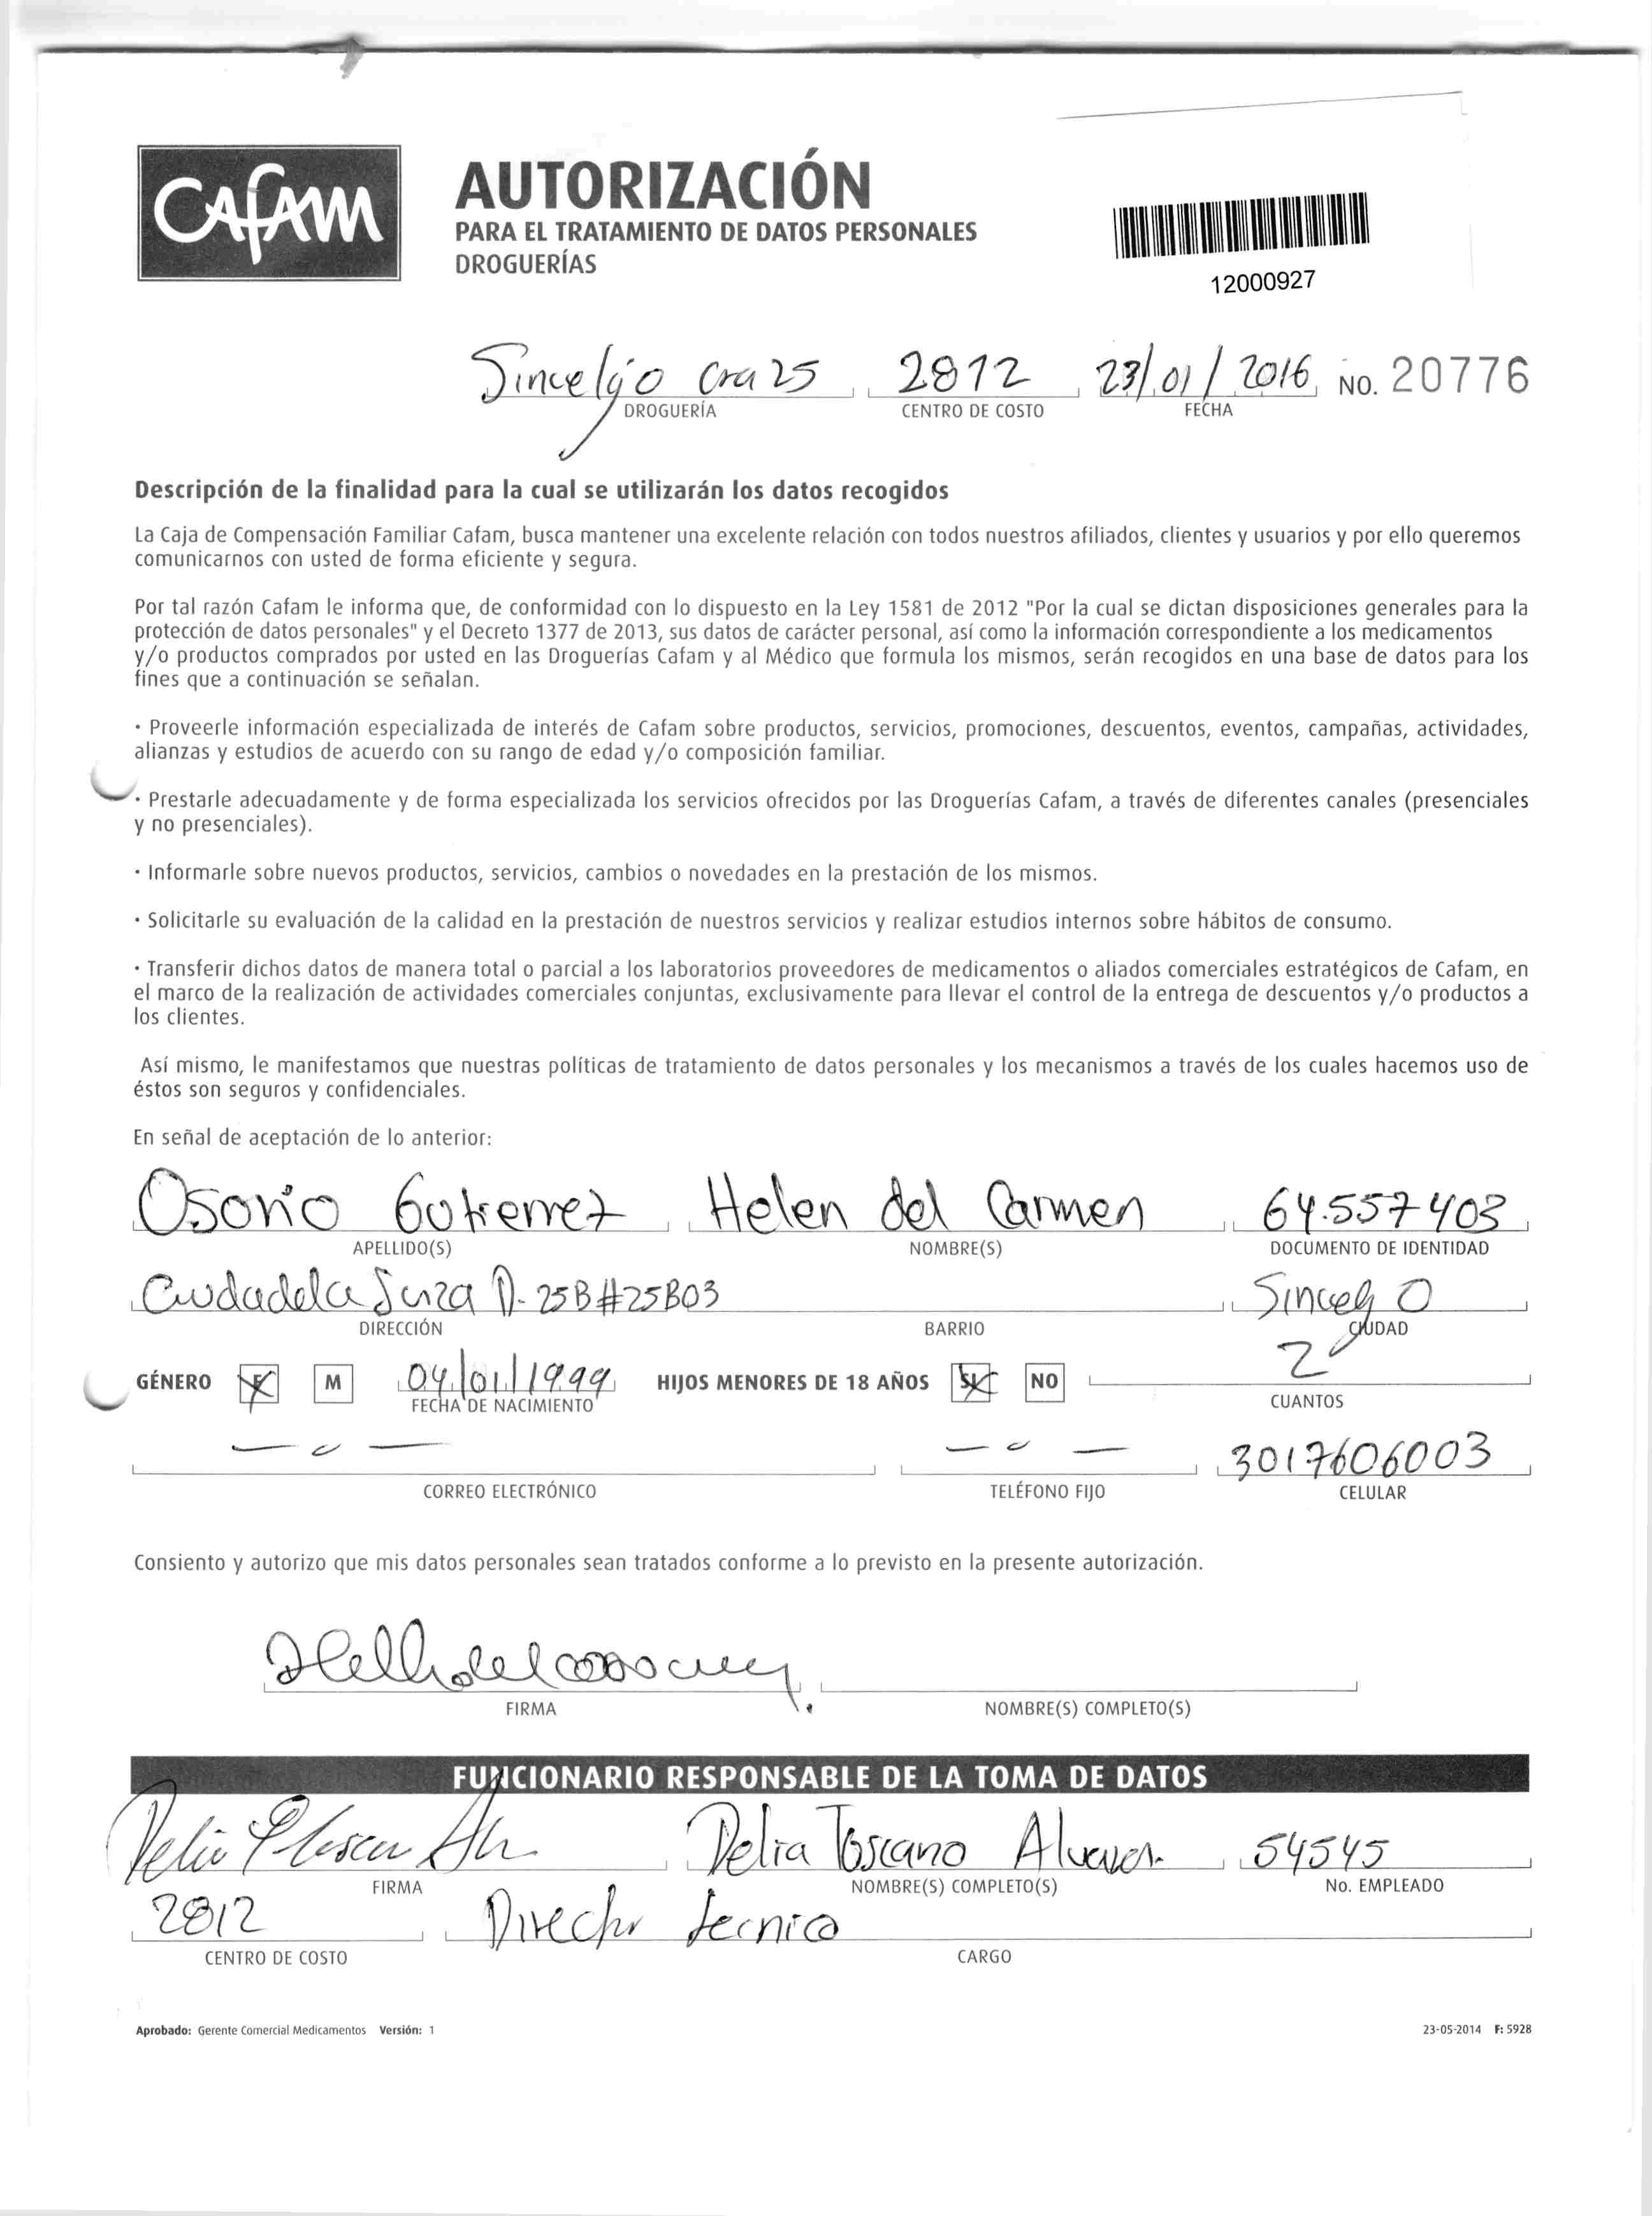 CAFAM
AUTORIZACIÓN
PARA EL TRATAMIENTO DE DATOS PERSONALES
DROGUERÍAS
12000927
Sincelejo cra 25 2812 23/01/2016 NO. 20776
DROGUERÍA CENTRO DE COSTO FECHA
Descripción de la finalidad para la cual se utilizarán los datos recogidos
La Caja de Compensación Familiar Cafam, busca mantener una excelente relación con todos nuestros afiliados, clientes y usuarios y por ello queremos
comunicarnos con usted de forma eficiente y segura.
Por tal razón Cafam le informa que, de conformidad con lo dispuesto en la Ley 1581 de 2012 "Por la cual se dictan disposiciones generales para la
protección de datos personales" y el Decreto 1377 de 2013, sus datos de carácter personal, así como la información correspondiente a los medicamentos
y/o productos comprados por usted en las Droguerías Cafam y al Médico que formula los mismos, serán recogidos en una base de datos para los
fines que a continuación se señalan.
· Proveerle información especializada de interés de Cafam sobre productos, servicios, promociones, descuentos, eventos, campañas, actividades,
alianzas y estudios de acuerdo con su rango de edad y/o composición familiar.
· Prestarle adecuadamente y de forma especializada los servicios ofrecidos por las Droguerías Cafam, a través de diferentes canales (presenciales
y no presenciales).
· Informarle sobre nuevos productos, servicios, cambios o novedades en la prestación de los mismos.
· Solicitarle su evaluación de la calidad en la prestación de nuestros servicios y realizar estudios internos sobre hábitos de consumo.
· Transferir dichos datos de manera total o parcial a los laboratorios proveedores de medicamentos o aliados comerciales estratégicos de Cafam, en
el marco de la realización de actividades comerciales conjuntas, exclusivamente para llevar el control de la entrega de descuentos y/o productos a
los clientes.
Así mismo, le manifestamos que nuestras políticas de tratamiento de datos personales y los mecanismos a través de los cuales hacemos uso de
éstos son seguros y confidenciales.
En señal de aceptación de lo anterior:
Osorio Gutierrez Helen del Carmen 64.557403
APELLIDO(S) NOMBRE(S) DOCUMENTO DE IDENTIDAD
Ciudadela Suiza D. 25B#25B03 Sincelejo
DIRECCIÓN BARRIO CIUDAD
GÉNERO F M 04/01/1999 HIJOS MENORES DE 18 AÑOS SI NO 2
FECHA DE NACIMIENTO CUANTOS
3017606003
CORREO ELECTRÓNICO TELÉFONO FIJO CELULAR
Consiento y autorizo que mis datos personales sean tratados conforme a lo previsto en la presente autorización.
FIRMA NOMBRE(S) COMPLETO(S)
FUNCIONARIO RESPONSABLE DE LA TOMA DE DATOS
Delia Toscano Alvarez 54545
FIRMA NOMBRE(S) COMPLETO(S) No. EMPLEADO
2812 Director tecnico
CENTRO DE COSTO CARGO
Aprobado: Gerente Comercial Medicamentos Versión: 1 23-05-2014 F: 5928